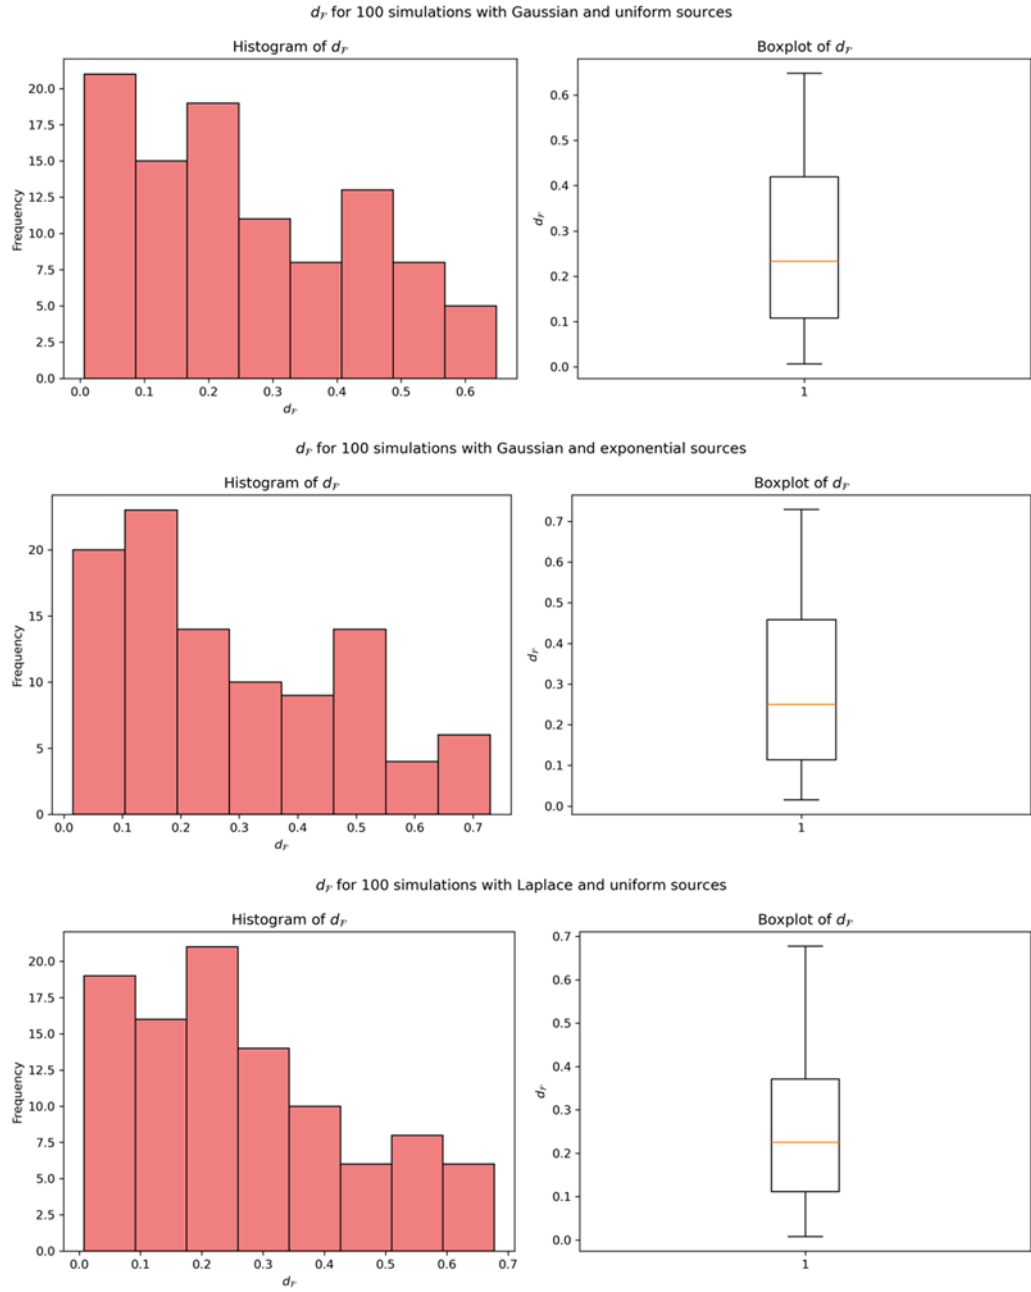 d_F for 100 simulations with Gaussian and uniform sources
Histogram of d_F
Boxplot of d_F
Frequency
20.0
17.5
15.0
12.5
10.0
7.5
5.0
2.5
0.0
0.0 0.1 0.2 0.3 0.4 0.5 0.6
d_F
d_F
0.6
0.5
0.4
0.3
0.2
0.1
0.0
1
d_F for 100 simulations with Gaussian and exponential sources
Histogram of d_F
Boxplot of d_F
Frequency
20
15
10
5
0
0.0 0.1 0.2 0.3 0.4 0.5 0.6 0.7
d_F
d_F
0.7
0.6
0.5
0.4
0.3
0.2
0.1
0.0
1
d_F for 100 simulations with Laplace and uniform sources
Histogram of d_F
Boxplot of d_F
Frequency
20.0
17.5
15.0
12.5
10.0
7.5
5.0
2.5
0.0
0.0 0.1 0.2 0.3 0.4 0.5 0.6 0.7
d_F
d_F
0.7
0.6
0.5
0.4
0.3
0.2
0.1
0.0
1